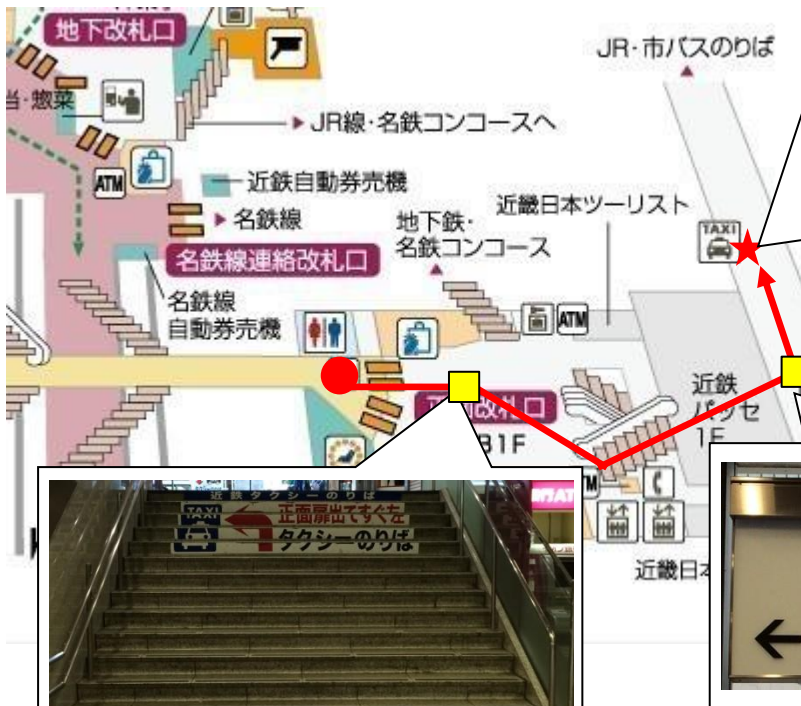 地下改札口
JR・市バスのりば
当・惣菜
JR線・名鉄コンコースへ
ATM
近鉄自動券売機
名鉄線
近畿日本ツーリスト
地下鉄・
名鉄コンコース
TAXI
名鉄線連絡改札口
名鉄線
自動券売機
ATM
近鉄
パッセ
1F
改札口
B1F
近畿日本
近鉄タクシーのりば
TAXI
正面扉出てすぐ左
タクシーのりば